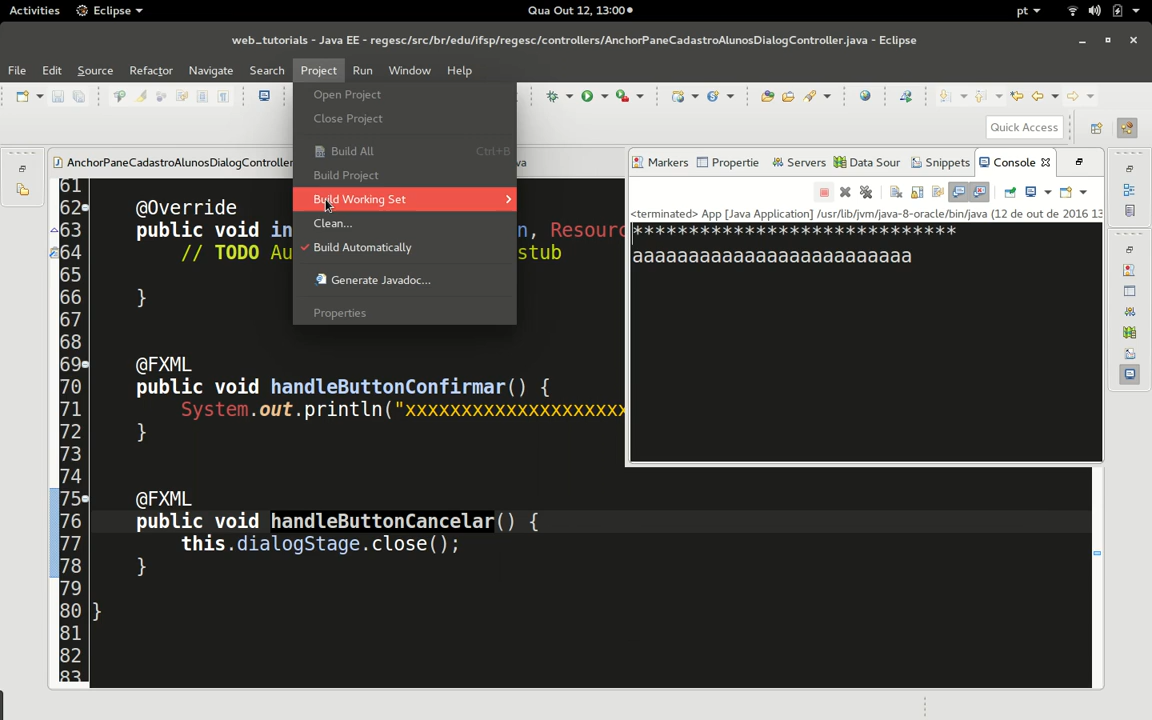 Activities Eclipse Qua Out 12, 13:00 pt
web_tutorials - Java EE - regesc/src/br/edu/ifsp/regesc/controllers/AnchorPaneCadastroAlunosDialogController.java - Eclipse
File Edit Source Refactor Navigate Search Project Run Window Help
Open Project
Close Project
Build All Ctrl+B
Build Project
Build Working Set
Clean...
Build Automatically
Generate Javadoc...
Properties
Quick Access
AnchorPaneCadastroAlunosDialogController
va
Markers Propertie Servers Data Sour Snippets Console
<terminated> App [Java Application] /usr/lib/jvm/java-8-oracle/bin/java (12 de out de 2016 13
*****************************
aaaaaaaaaaaaaaaaaaaaaaaaa
61
62 @Override
63 public void in n, Resourc
64 // TODO Au stub
65
66 }
67
68
69 @FXML
70 public void handleButtonConfirmar() {
71 System.out.println("xxxxxxxxxxxxxxxxxxxx
72 }
73
74
75 @FXML
76 public void handleButtonCancelar() {
77 this.dialogStage.close();
78 }
79
80 }
81
82
83